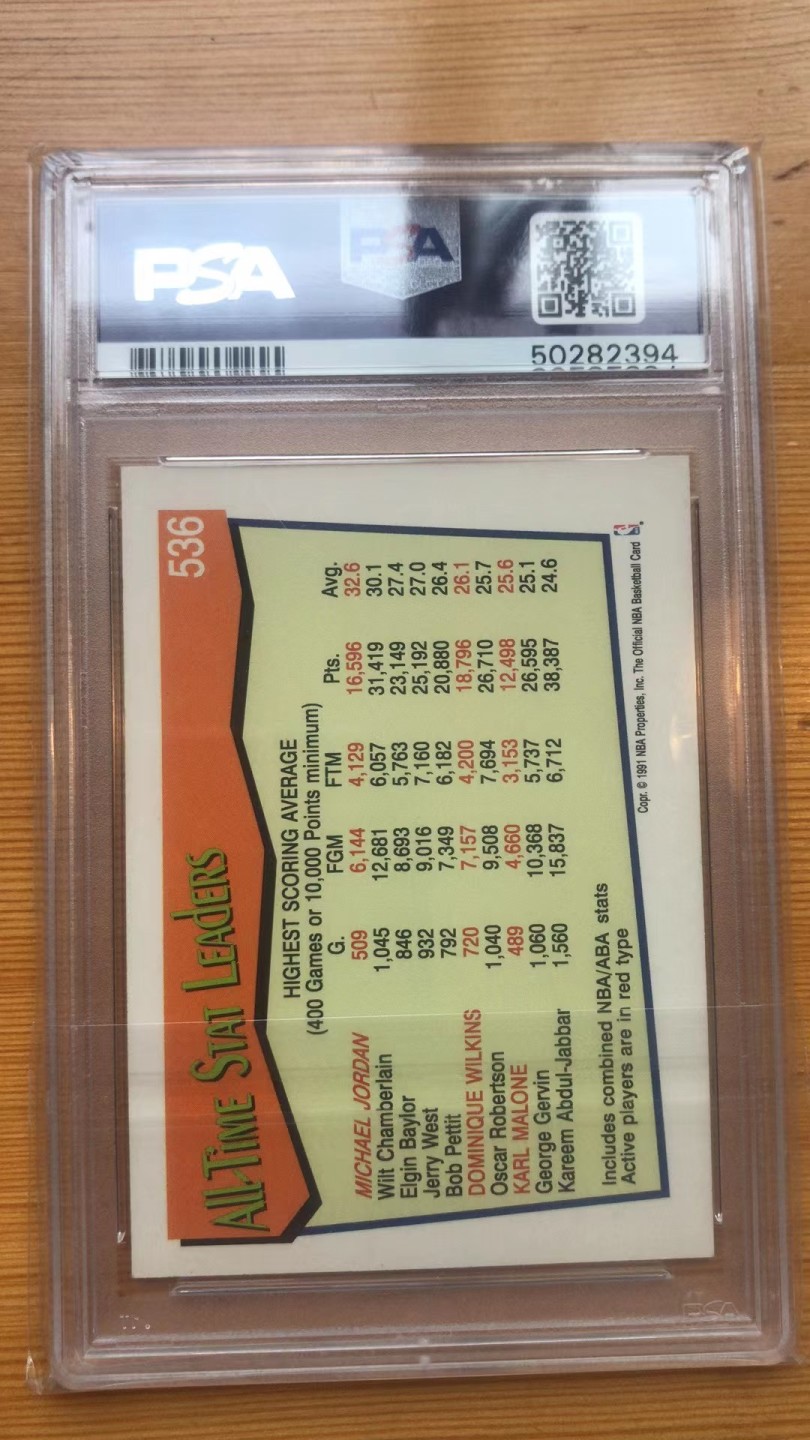 PSA
PSA
50282394
536
All-Time Stat Leaders
HIGHEST SCORING AVERAGE
(400 Games or 10,000 Points minimum)
G. FGM FTM Pts. Avg.
MICHAEL JORDAN 509 6,144 4,129 16,596 32.6
Wilt Chamberlain 1,045 12,681 6,057 31,419 30.1
Elgin Baylor 846 8,693 5,763 23,149 27.4
Jerry West 932 9,016 7,160 25,192 27.0
Bob Pettit 792 7,349 6,182 20,880 26.4
DOMINIQUE WILKINS 720 7,157 4,200 18,796 26.1
Oscar Robertson 1,040 9,508 7,694 26,710 25.7
KARL MALONE 489 4,660 3,153 12,498 25.6
George Gervin 1,060 10,368 5,737 26,595 25.1
Kareem Abdul-Jabbar 1,560 15,837 6,712 38,387 24.6
Includes combined NBA/ABA stats
Active players are in red type
Copr. © 1991 NBA Properties, Inc. The Official NBA Basketball Card
PSA